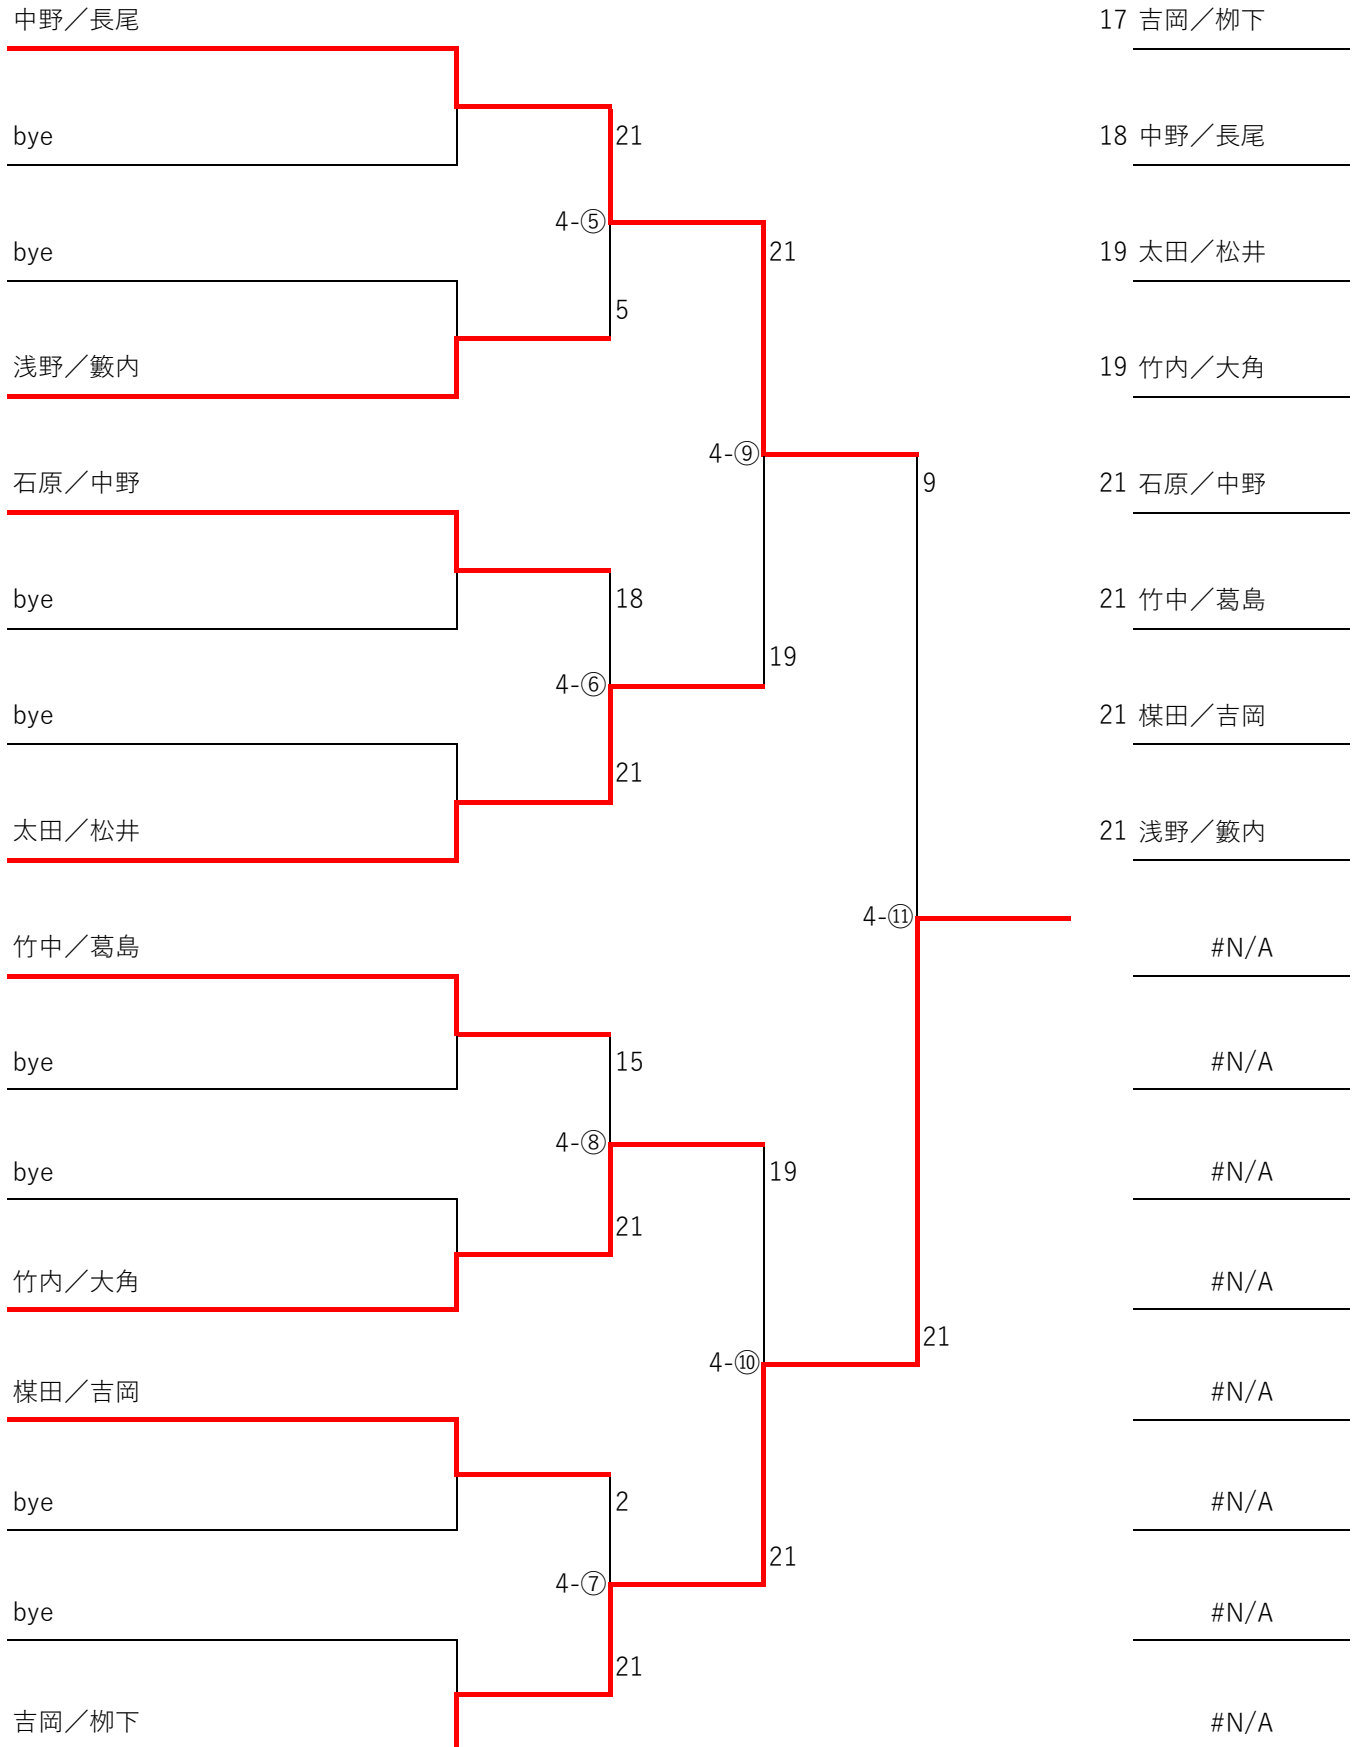 中野／長尾
17 吉岡／栁下
bye
21
18 中野／長尾
4-⑤
bye
21
19 太田／松井
5
浅野／籔内
19 竹内／大角
4-⑨
石原／中野
9
21 石原／中野
bye
18
21 竹中／葛島
19
4-⑥
bye
21 楳田／吉岡
21
太田／松井
21 浅野／籔内
4-⑪
竹中／葛島
#N/A
bye
15
#N/A
4-⑧
bye
19
#N/A
21
竹内／大角
#N/A
21
4-⑩
楳田／吉岡
#N/A
bye
2
#N/A
21
4-⑦
bye
#N/A
21
吉岡／栁下
#N/A